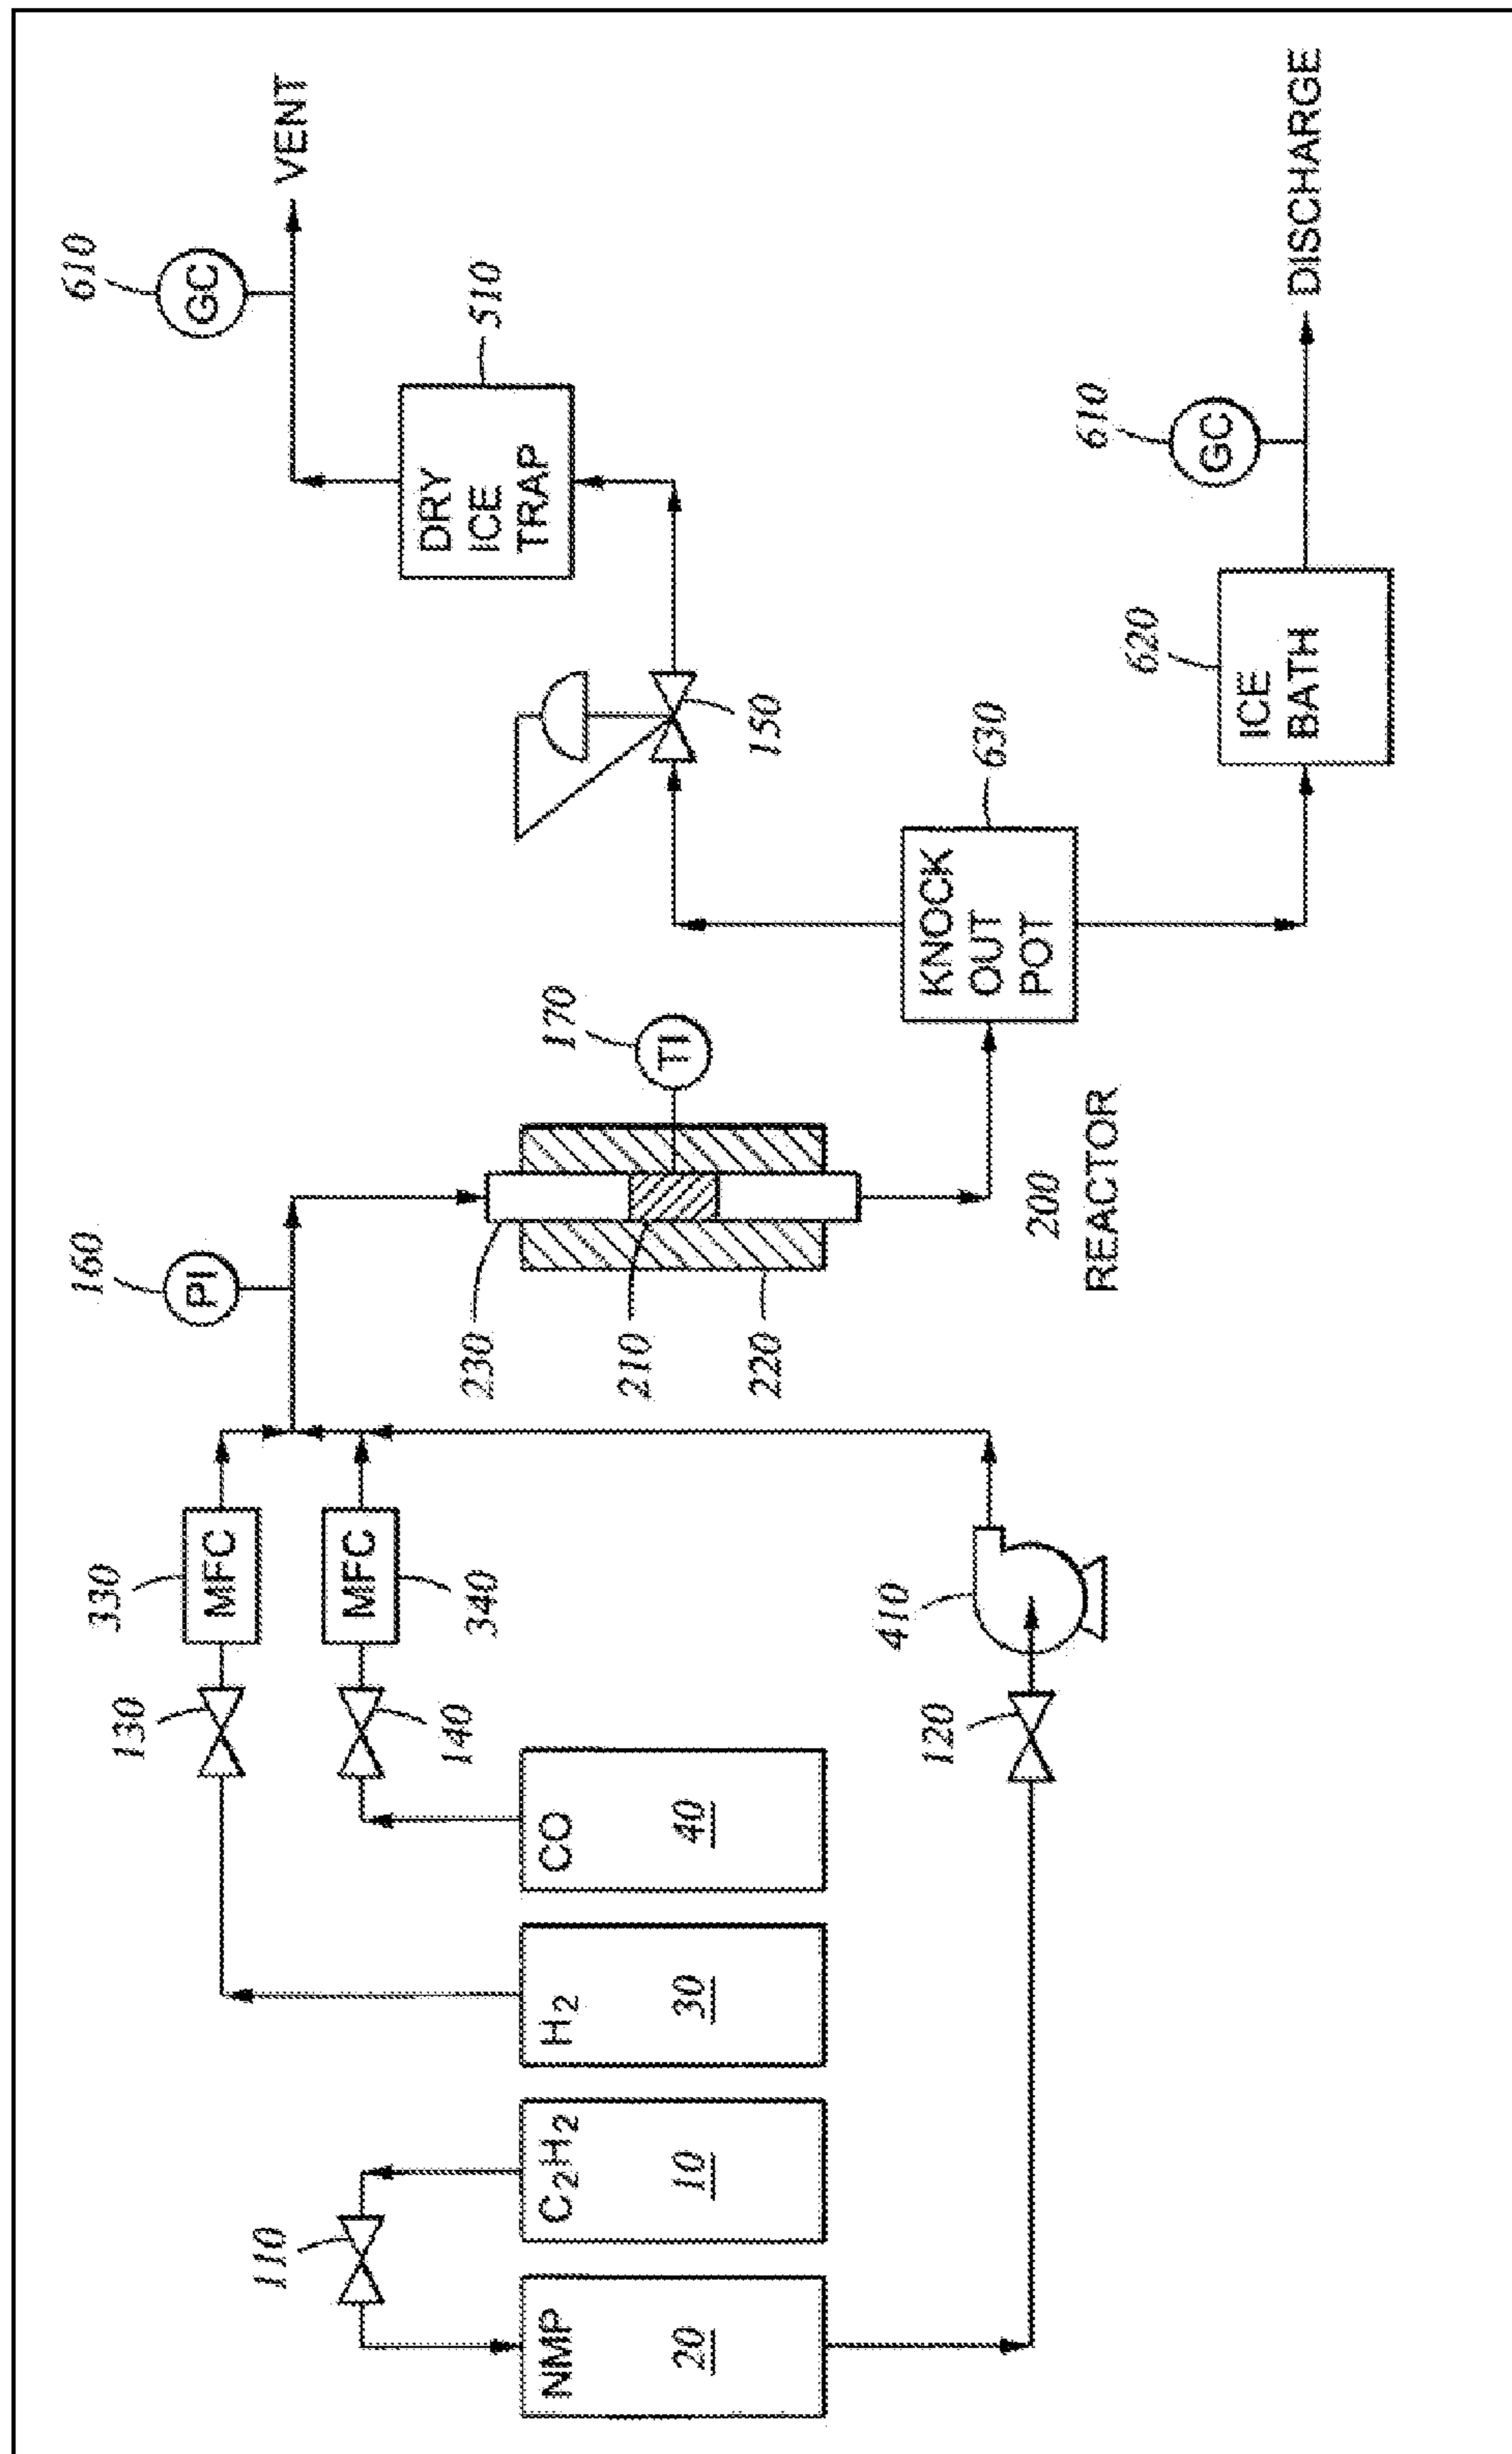 610
GC
VENT
510
DRY
ICE
TRAP
160
PI
330
MFC
130
340
MFC
140
110
NMP
20
C2H2
10
H2
30
CO
40
230
210
220
170
TI
150
200
REACTOR
KNOCK
OUT
POT
630
410
120
620
ICE
BATH
610
GC
DISCHARGE